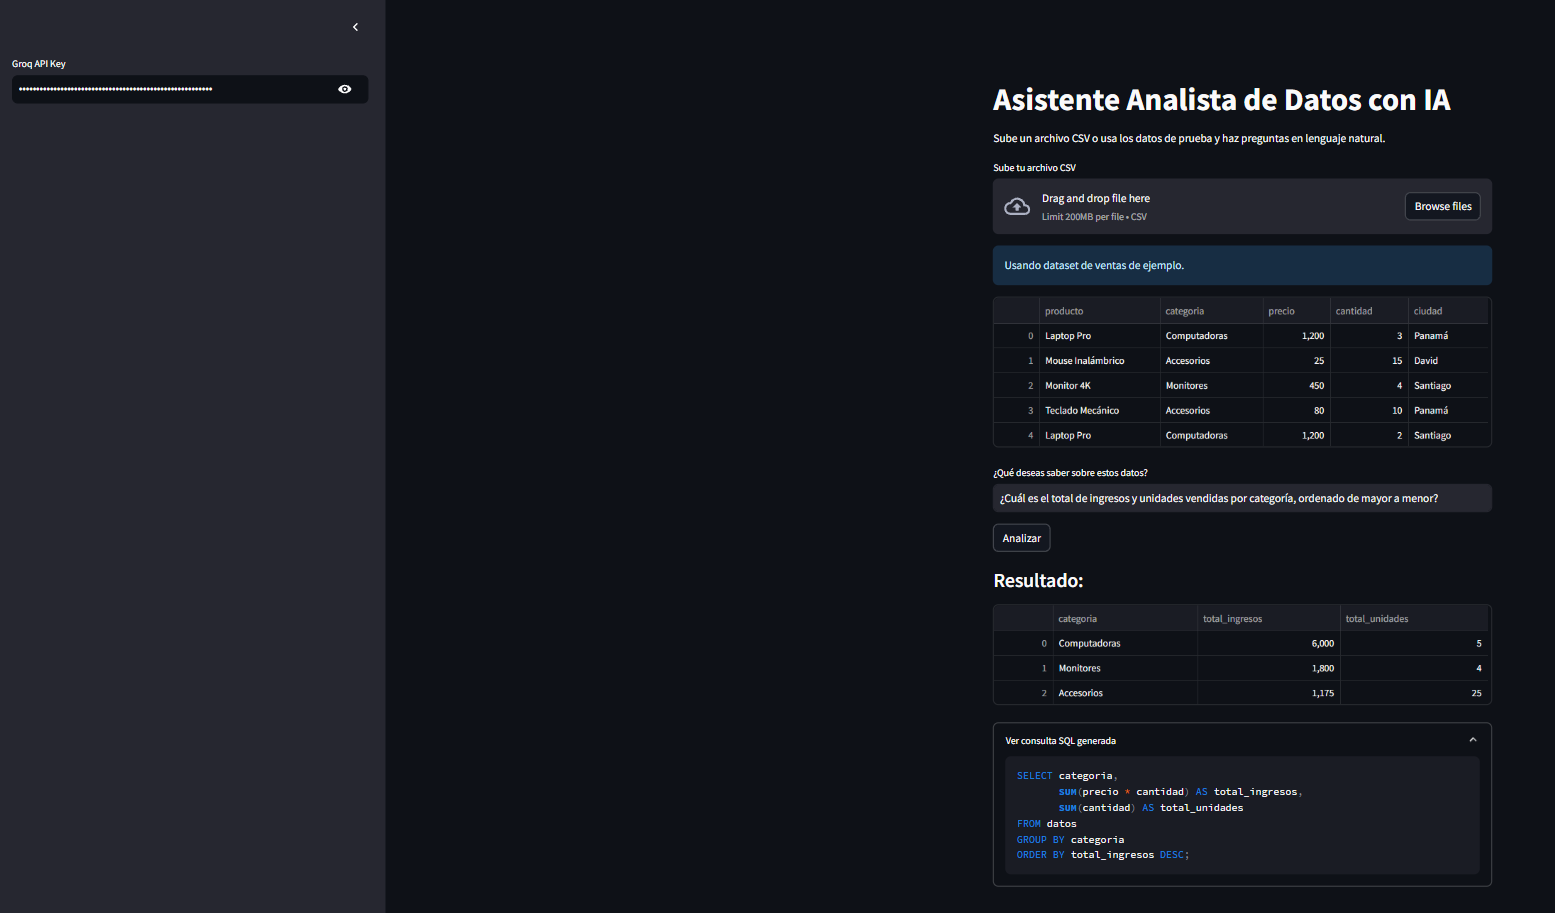 Groq API Key
Asistente Analista de Datos con IA
Sube un archivo CSV o usa los datos de prueba y haz preguntas en lenguaje natural.
Sube tu archivo CSV
Drag and drop file here
Limit 200MB per file • CSV
Browse files
Usando dataset de ventas de ejemplo.
producto categoria precio cantidad ciudad
0 Laptop Pro Computadoras 1,200 3 Panamá
1 Mouse Inalámbrico Accesorios 25 15 David
2 Monitor 4K Monitores 450 4 Santiago
3 Teclado Mecánico Accesorios 80 10 Panamá
4 Laptop Pro Computadoras 1,200 2 Santiago
¿Qué deseas saber sobre estos datos?
¿Cuál es el total de ingresos y unidades vendidas por categoría, ordenado de mayor a menor?
Analizar
Resultado:
categoria total_ingresos total_unidades
0 Computadoras 6,000 5
1 Monitores 1,800 4
2 Accesorios 1,175 25
Ver consulta SQL generada
SELECT categoria,
SUM(precio * cantidad) AS total_ingresos,
SUM(cantidad) AS total_unidades
FROM datos
GROUP BY categoria
ORDER BY total_ingresos DESC;